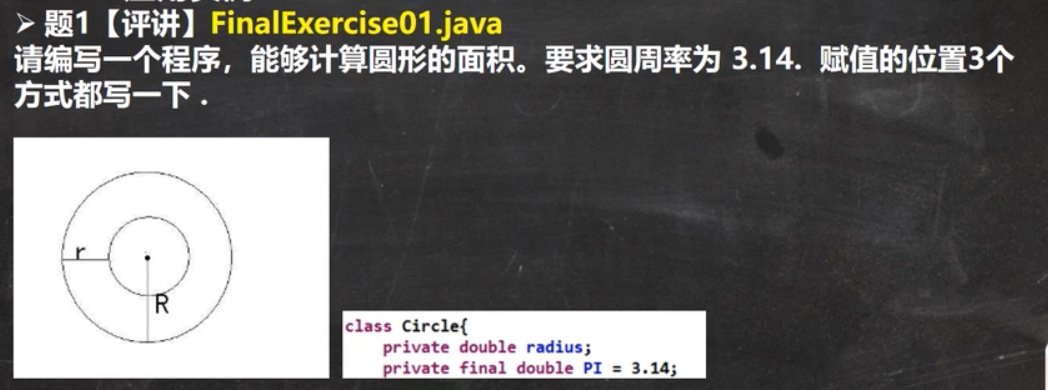 ➢ 题1【评讲】FinalExercise01.java
请编写一个程序，能够计算圆形的面积。要求圆周率为 3.14. 赋值的位置3个
方式都写一下 .
r
R
class Circle{
private double radius;
private final double PI = 3.14;